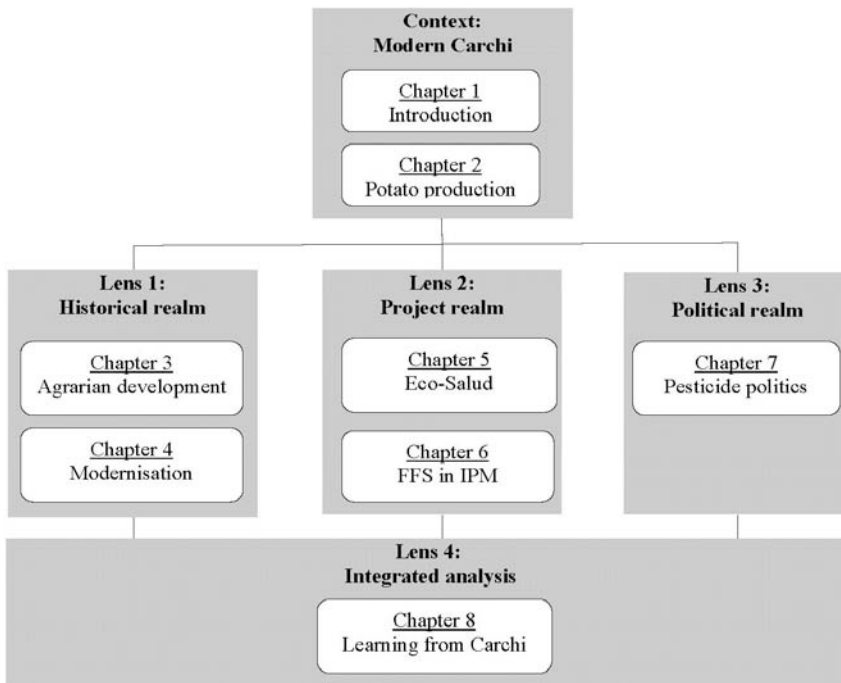 Context:
Modern Carchi
Chapter 1
Introduction
Chapter 2
Potato production
Lens 1:
Historical realm
Chapter 3
Agrarian development
Chapter 4
Modernisation
Lens 2:
Project realm
Chapter 5
Eco-Salud
Chapter 6
FFS in IPM
Lens 3:
Political realm
Chapter 7
Pesticide politics
Lens 4:
Integrated analysis
Chapter 8
Learning from Carchi